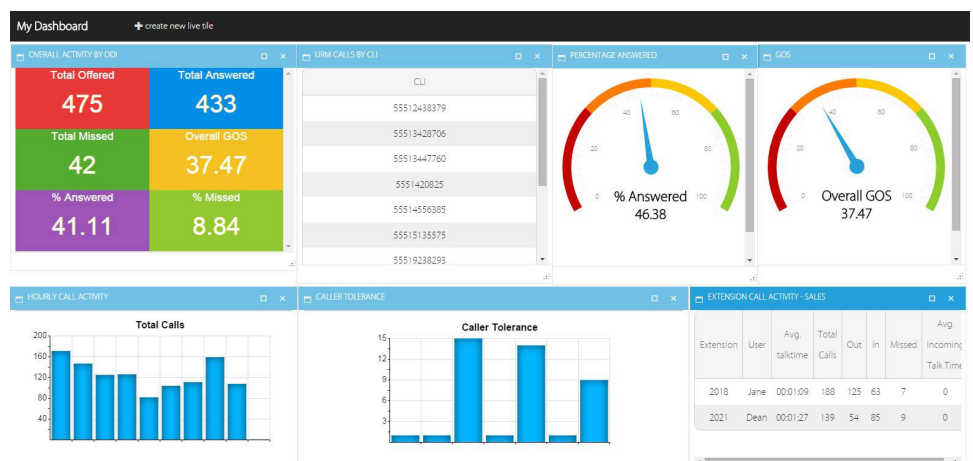 My Dashboard
create new live tile
OVERALL ACTIVITY BY DDI
Total Offered
Total Answered
475
433
Total Missed
Overall GOS
42
37.47
% Answered
% Missed
41.11
8.84
URM CALLS BY CLI
CLI
55512438379
55513428706
55513447760
5551420825
55514556385
55515135575
55519238293
PERCENTAGE ANSWERED
0
20
40
60
80
100
% Answered
46.38
GOS
0
20
40
60
80
100
Overall GOS
37.47
HOURLY CALL ACTIVITY
Total Calls
200
160
120
80
40
CALLER TOLERANCE
Caller Tolerance
15
12
9
6
3
EXTENSION CALL ACTIVITY - SALES
Extension User Avg. talktime Total Calls Out In Missed Avg. Incoming Talk Time
2018 Jane 00:01:09 188 125 63 7 0
2021 Dean 00:01:27 139 54 85 9 0